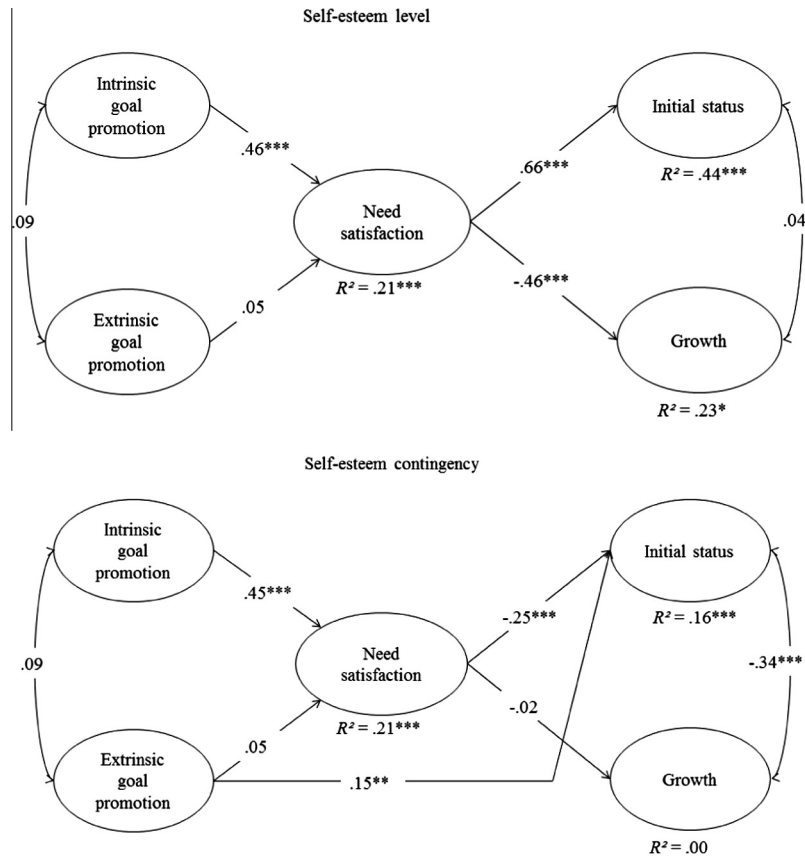 Self-esteem level
Intrinsic
goal
promotion
Initial status
.46***
.66***
R² = .44***
.09
Need
satisfaction
.04
R² = .21***
-.46***
.05
Extrinsic
goal
promotion
Growth
R² = .23*
Self-esteem contingency
Intrinsic
goal
promotion
Initial status
.45***
-.25***
R² = .16***
.09
Need
satisfaction
-.34***
R² = .21***
-.02
.05
Extrinsic
goal
promotion
.15**
Growth
R² = .00